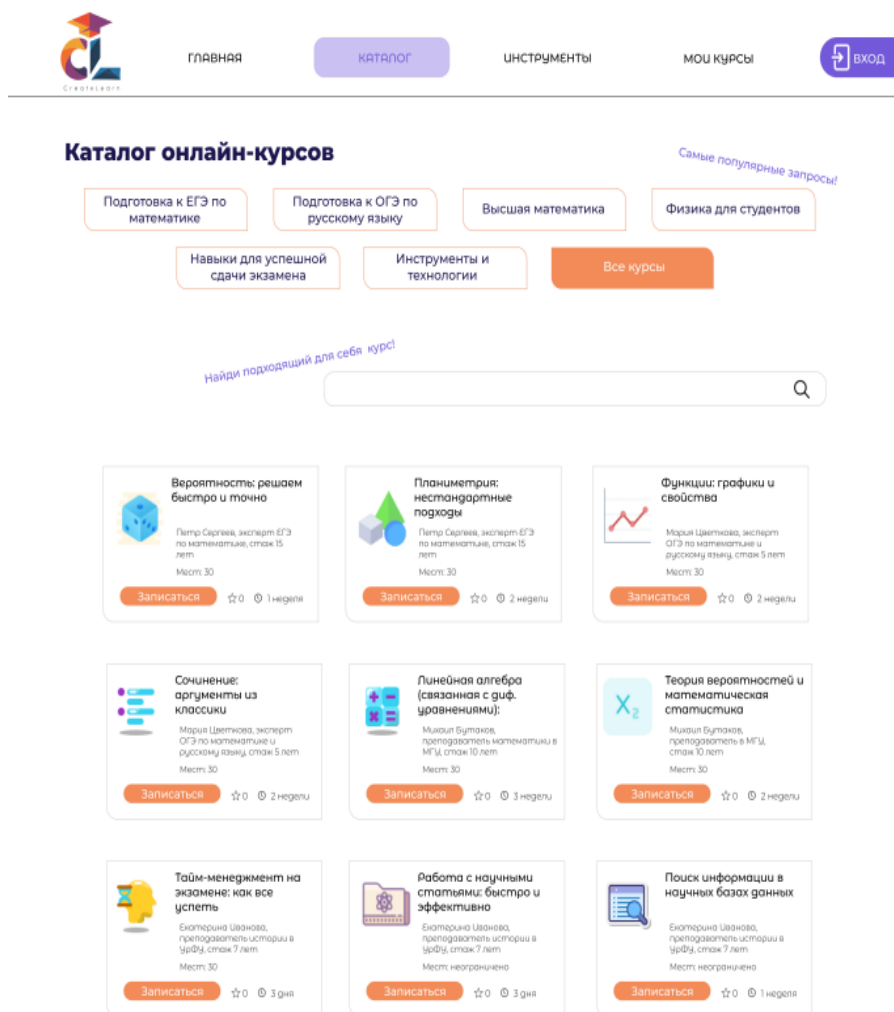 CreateLearn
ГЛАВНАЯ
КАТАЛОГ
ИНСТРУМЕНТЫ
МОИ КУРСЫ
ВХОД
Каталог онлайн-курсов
Самые популярные запросы!
Подготовка к ЕГЭ по
математике
Подготовка к ОГЭ по
русскому языку
Высшая математика
Физика для студентов
Навыки для успешной
сдачи экзамена
Инструменты и
технологии
Все курсы
Найди подходящий для себя курс!
Вероятность: решаем
быстро и точно
Петр Сергеев, эксперт ЕГЭ
по математике, стаж 15
лет
Мест: 30
Записаться
0
1 неделя
Планиметрия:
нестандартные
подходы
Петр Сергеев, эксперт ЕГЭ
по математике, стаж 15
лет
Мест: 30
Записаться
0
2 недели
Функции: графики и
свойства
Мария Цветкова, эксперт
ОГЭ по математике и
русскому языку, стаж 5 лет
Мест: 30
Записаться
0
2 недели
Сочинение:
аргументы из
классики
Мария Цветкова, эксперт
ОГЭ по математике и
русскому языку, стаж 5 лет
Мест: 30
Записаться
0
2 недели
Линейная алгебра
(связанная с диф.
уравнениями):
Михаил Бутаков,
преподаватель математики в
МГУ, стаж 10 лет
Мест: 30
Записаться
0
3 недели
X₂
Теория вероятностей и
математическая
статистика
Михаил Бутаков,
преподаватель в МГУ,
стаж 10 лет
Мест: 30
Записаться
0
2 недели
Тайм-менеджмент на
экзамене: как все
успеть
Екатерина Иванова,
преподаватель истории в
УрФУ, стаж 7 лет
Мест: 30
Записаться
0
3 дня
Работа с научными
статьями: быстро и
эффективно
Екатерина Иванова,
преподаватель истории в
УрФУ, стаж 7 лет
Мест: неограничено
Записаться
0
3 дня
Поиск информации в
научных базах данных
Екатерина Иванова,
преподаватель истории в
УрФУ, стаж 7 лет
Мест: неограничено
Записаться
0
1 неделя